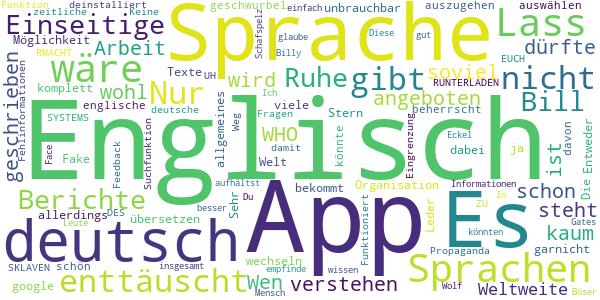 Funktion deinstalliert
Einseitige
zeitliche Keine
Möglichkeit
Arbeit
geschrieben
wäre
RMACHT
Texte
UH
komplett
wohl
Nur
Fehlinformationen
englische
SYSTEMS
deutsche
Fake
Face
Feedback
Suchfunktion
Berichte
allerdings
DES
übersetzen
deutsch
SKLAVEN
schön
google
Leute
insgesamt
enttäuscht
Sprache
geschwurbel
Schafspelz
einfach
glaube
Billy
unbrauchbar
Diese
gut
auszugehen
auswählen
Lass
dürfte
EUCH
Ruhe
gibt
soviel
RUNTERLADEN
nicht
wird
angeboten
beherrscht
Bill
Ich
viele
Fragen
Weg
Stern
allgemeines
WHO
damit
Welt
könnte
Eingrenzung
dabei
Eckel
ja
davon
ist
Die
Entweder
Englisch
App
Es
Sehr
aufhältst
Du
besser
bekommt
Organisation
Funktioniert
Leder
Informationen
ZU
In
schon
steht
kaum
garnicht
Sprachen
wechseln
empfinde
Mensch
Wen
verstehen
wissen
Propaganda
Wolf
könnten
Gates
Weltweite
Böser